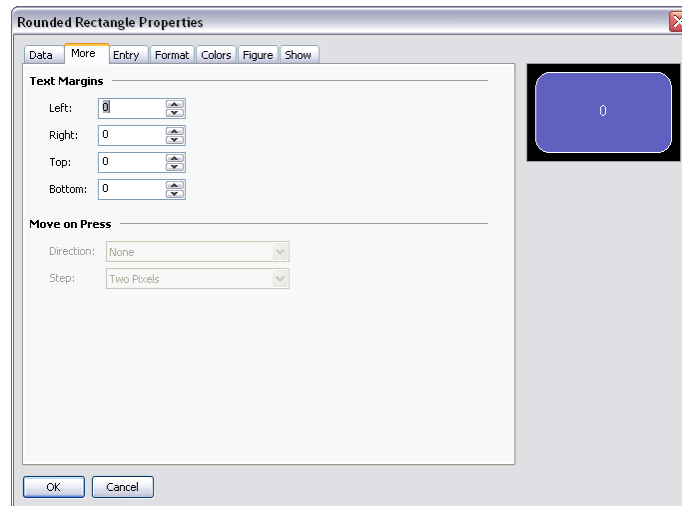 Rounded Rectangle Properties
Data More Entry Format Colors Figure Show
Text Margins
Left: 0
Right: 0
Top: 0
Bottom: 0
Move on Press
Direction: None
Step: Two Pixels
0
OK Cancel